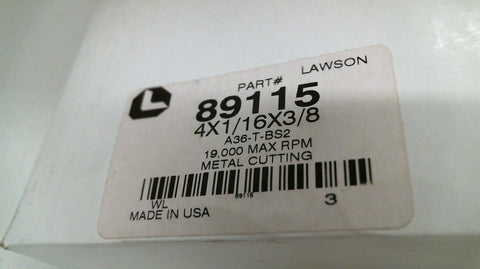 PART# LAWSON
89115
4X1/16X3/8
A36-T-BS2
19,000 MAX RPM
METAL CUTTING
89115
WL 3
MADE IN USA